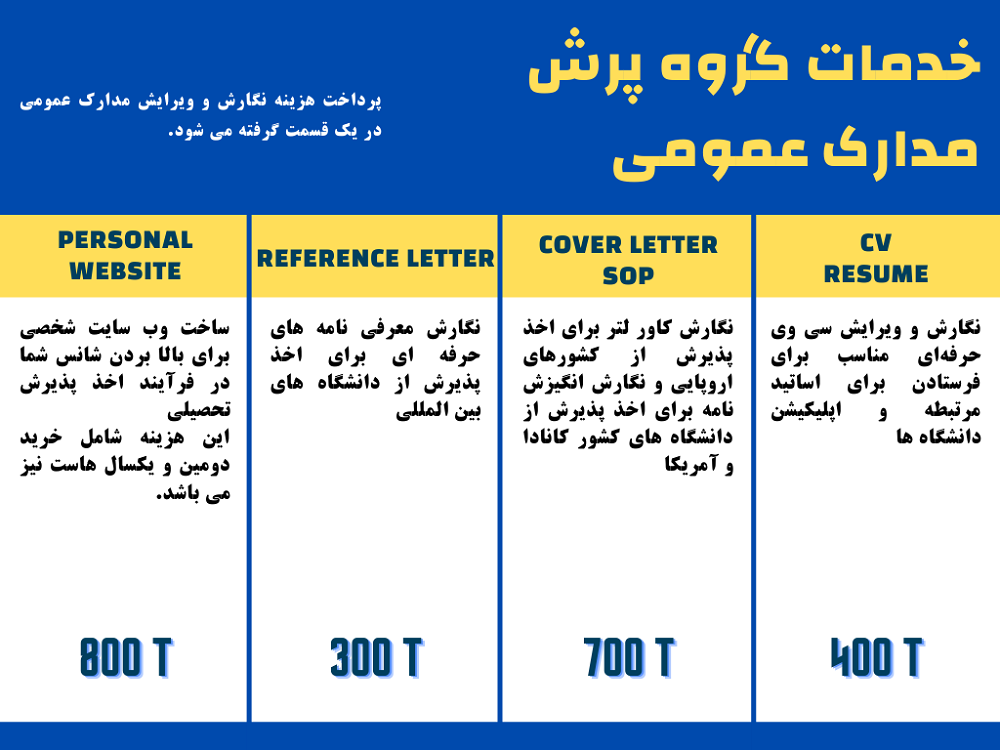 خدمات گروه پرش
مدارک عمومی
پرداخت هزینه نگارش و ویرایش مدارک عمومی
در یک قسمت گرفته می شود.
CV
RESUME
نگارش و ویرایش سی وی
حرفه‌ای مناسب برای
فرستادن برای اساتید
مرتبطه و اپلیکیشن
دانشگاه ها
400 T
COVER LETTER
SOP
نگارش کاور لتر برای اخذ
پذیرش از کشورهای
اروپایی و نگارش انگیزش
نامه برای اخذ پذیرش از
دانشگاه های کشور کانادا
و آمریکا
700 T
REFERENCE LETTER
نگارش معرفی نامه های
حرفه ای برای اخذ
پذیرش از دانشگاه های
بین المللی
300 T
PERSONAL
WEBSITE
ساخت وب سایت شخصی
برای بالا بردن شانس شما
در فرآیند اخذ پذیرش
تحصیلی
این هزینه شامل خرید
دومین و یکسال هاست نیز
می باشد.
800 T